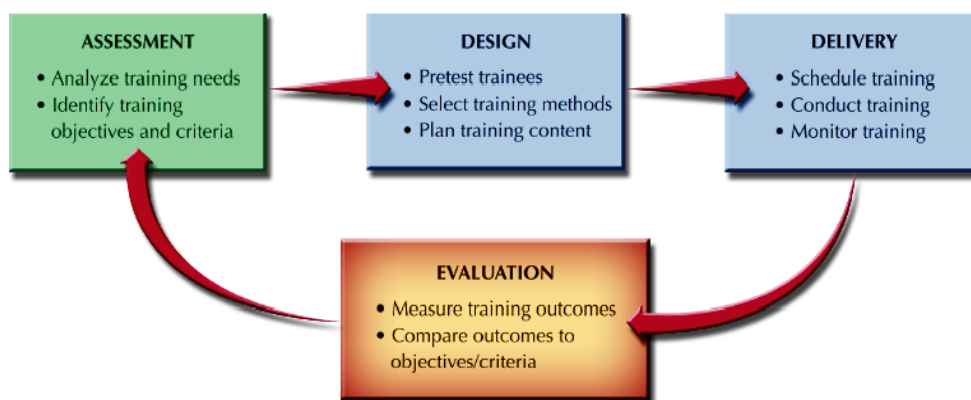 ASSESSMENT
• Analyze training needs
• Identify training
objectives and criteria
DESIGN
• Pretest trainees
• Select training methods
• Plan training content
DELIVERY
• Schedule training
• Conduct training
• Monitor training
EVALUATION
• Measure training outcomes
• Compare outcomes to
objectives/criteria